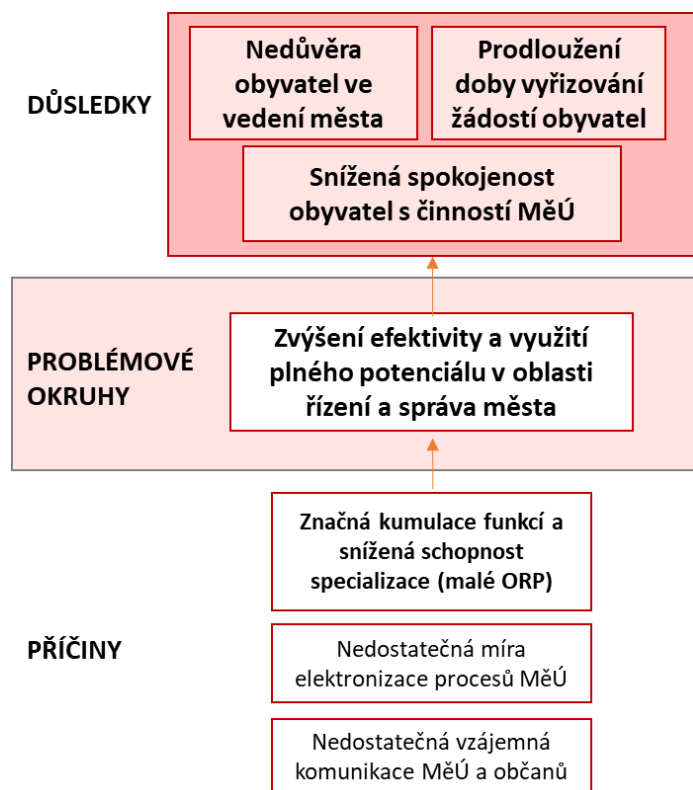 DŮSLEDKY
Nedůvěra
obyvatel ve
vedení města
Prodloužení
doby vyřizování
žádostí obyvatel
Snížená spokojenost
obyvatel s činností MěÚ
PROBLÉMOVÉ
OKRUHY
Zvýšení efektivity a využití
plného potenciálu v oblasti
řízení a správa města
PŘÍČINY
Značná kumulace funkcí a
snížená schopnost
specializace (malé ORP)
Nedostatečná míra
elektronizace procesů MěÚ
Nedostatečná vzájemná
komunikace MěÚ a občanů